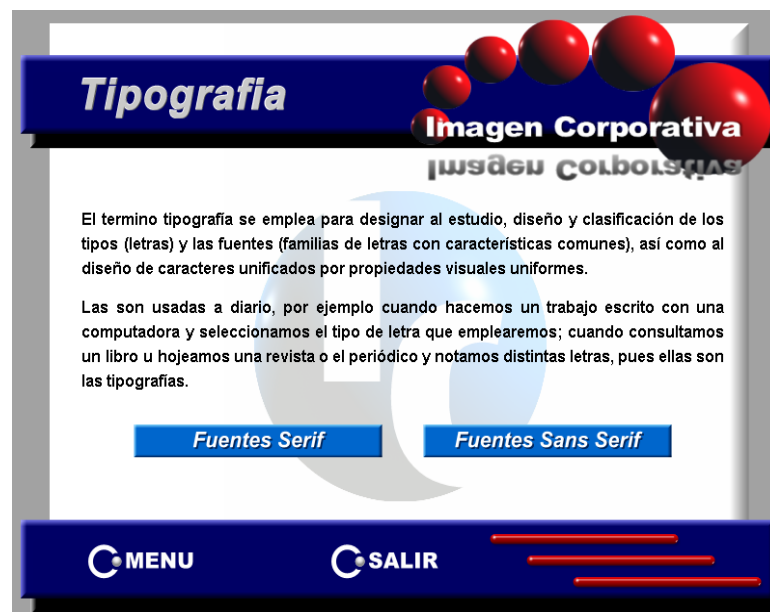 Tipografia
Imagen Corporativa
Imagen Corporativa
El termino tipografía se emplea para designar al estudio, diseño y clasificación de los
tipos (letras) y las fuentes (familias de letras con características comunes), así como al
diseño de caracteres unificados por propiedades visuales uniformes.
Las son usadas a diario, por ejemplo cuando hacemos un trabajo escrito con una
computadora y seleccionamos el tipo de letra que emplearemos; cuando consultamos
un libro u hojeamos una revista o el periódico y notamos distintas letras, pues ellas son
las tipografías.
Fuentes Serif
Fuentes Sans Serif
MENU
SALIR